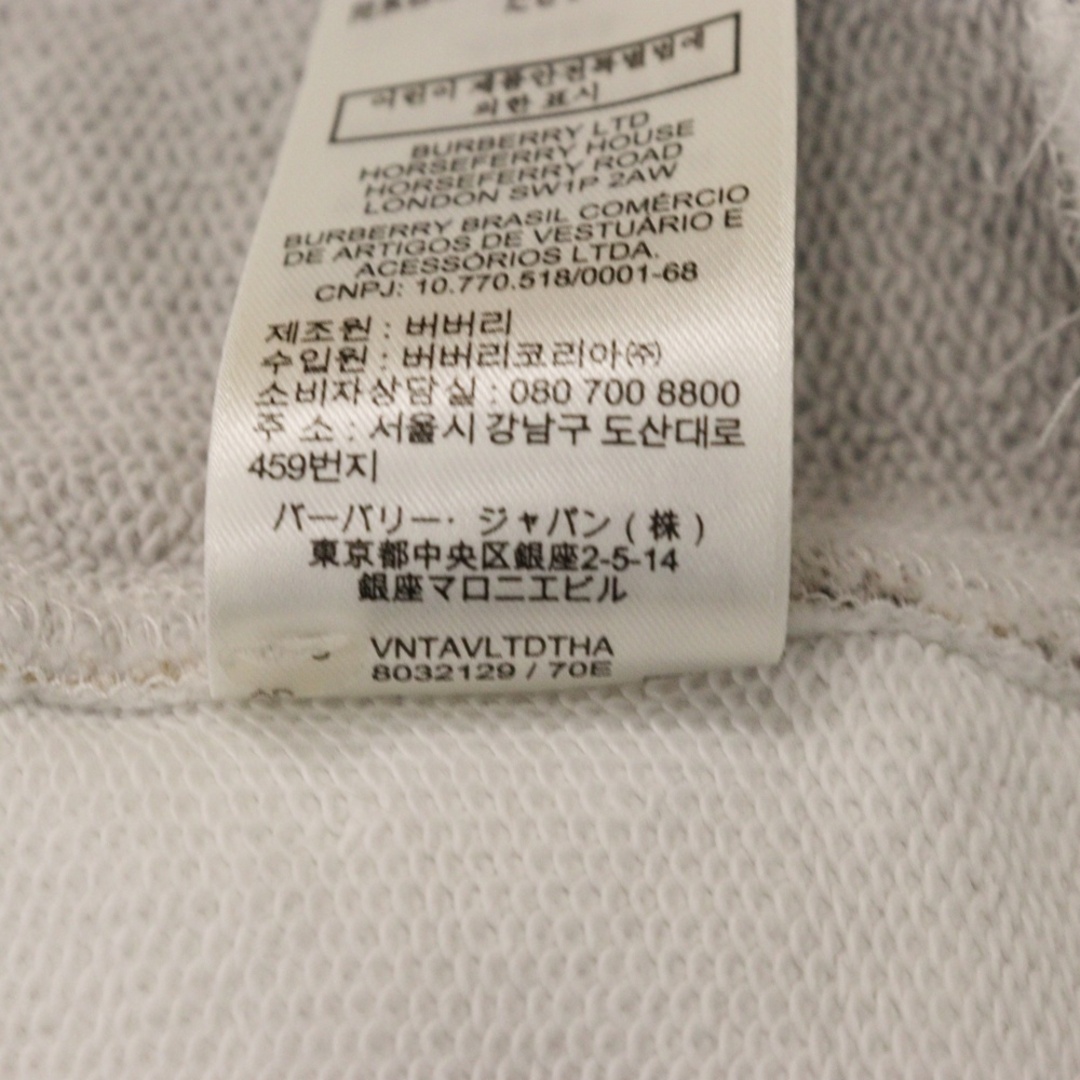 어린이 제품안전특별법에
의한 표시
BURBERRY LTD
HORSEFERRY HOUSE
HORSEFERRY ROAD
LONDON SW1P 2AW
BURBERRY BRASIL COMÉRCIO
DE ARTIGOS DE VESTUÁRIO E
ACESSÓRIOS LTDA.
CNPJ: 10.770.518/0001-68
제조원 : 버버리
수입원 : 버버리코리아㈜
소비자상담실 : 080 700 8800
주 소 : 서울시 강남구 도산대로
459번지
バーバリー・ジャパン ( 株 )
東京都中央区銀座2-5-14
銀座マロニエビル
VNTAVLTDTHA
8032129 / 70E